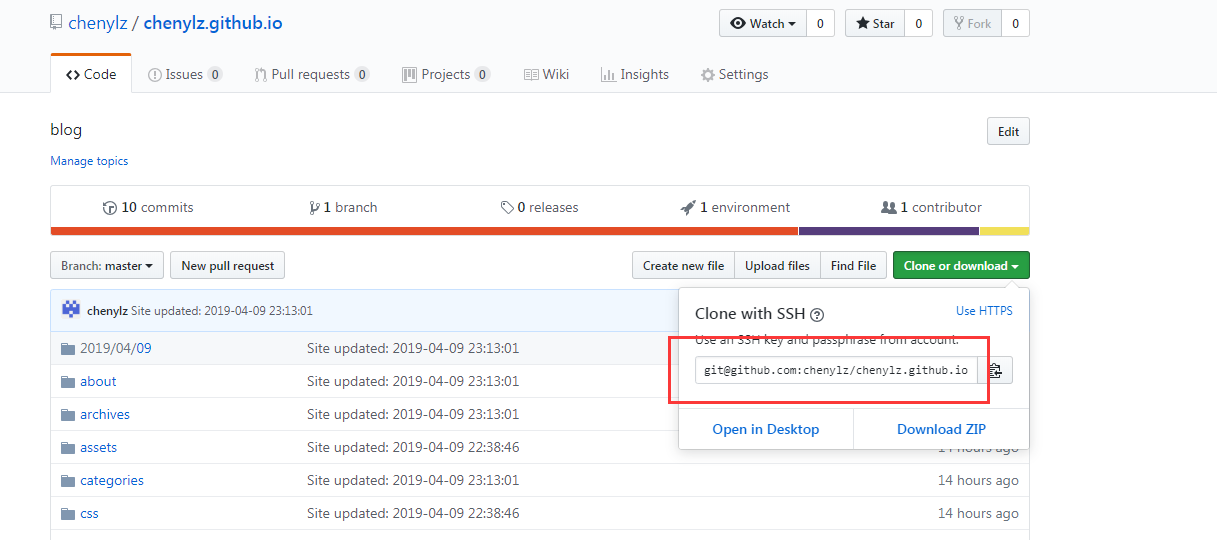 chenylz / chenylz.github.io
Watch 0 Star 0 Fork 0
Code Issues 0 Pull requests 0 Projects 0 Wiki Insights Settings
blog
Edit
Manage topics
10 commits 1 branch 0 releases 1 environment 1 contributor
Branch: master New pull request Create new file Upload files Find File Clone or download
chenylz Site updated: 2019-04-09 23:13:01
Clone with SSH ? Use HTTPS
Use an SSH key and passphrase from account.
git@github.com:chenylz/chenylz.github.io
Open in Desktop Download ZIP
2019/04/09 Site updated: 2019-04-09 23:13:01
about Site updated: 2019-04-09 23:13:01
archives Site updated: 2019-04-09 23:13:01
assets Site updated: 2019-04-09 22:38:46 14 hours ago
categories Site updated: 2019-04-09 23:13:01 14 hours ago
css Site updated: 2019-04-09 22:38:46 14 hours ago